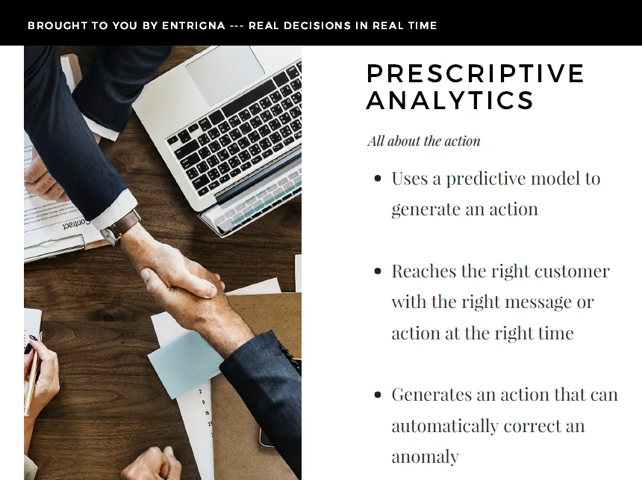 BROUGHT TO YOU BY ENTRIGNA --- REAL DECISIONS IN REAL TIME
PRESCRIPTIVE
ANALYTICS
All about the action
Uses a predictive model to
generate an action
Reaches the right customer
with the right message or
action at the right time
Generates an action that can
automatically correct an
anomaly
Contract